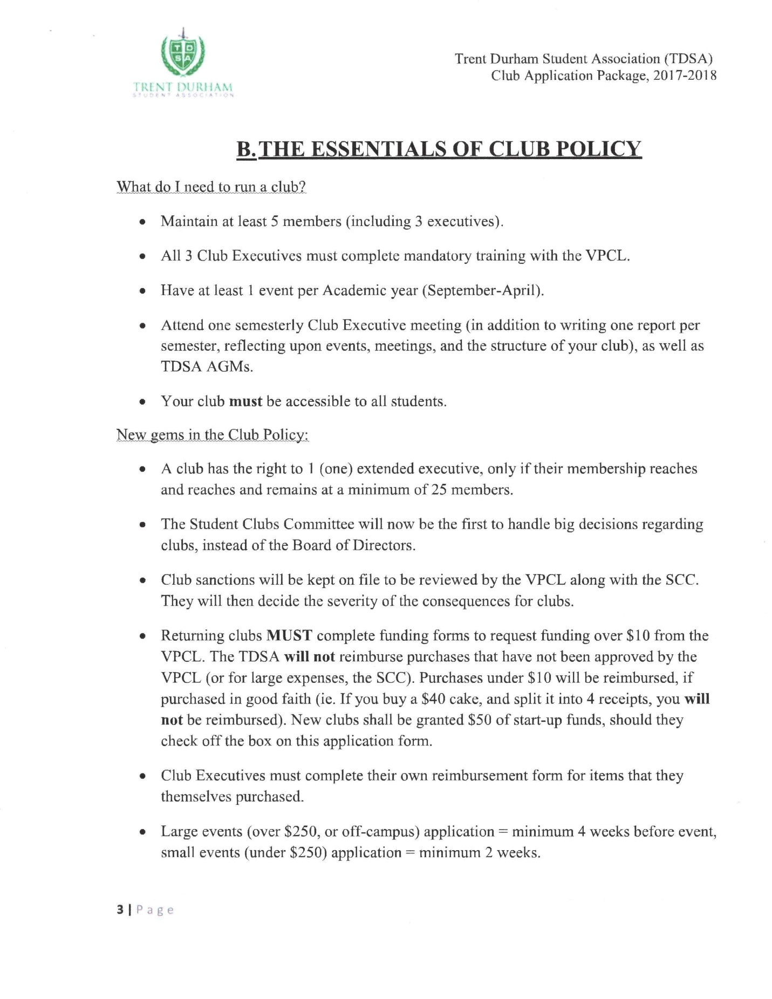 T D
S A
TRENT DURHAM
STUDENT ASSOCIATION
Trent Durham Student Association (TDSA)
Club Application Package, 2017-2018
B. THE ESSENTIALS OF CLUB POLICY
What do I need to run a club?
• Maintain at least 5 members (including 3 executives).
• All 3 Club Executives must complete mandatory training with the VPCL.
• Have at least 1 event per Academic year (September-April).
• Attend one semesterly Club Executive meeting (in addition to writing one report per
semester, reflecting upon events, meetings, and the structure of your club), as well as
TDSA AGMs.
• Your club must be accessible to all students.
New gems in the Club Policy:
• A club has the right to 1 (one) extended executive, only if their membership reaches
and reaches and remains at a minimum of 25 members.
• The Student Clubs Committee will now be the first to handle big decisions regarding
clubs, instead of the Board of Directors.
• Club sanctions will be kept on file to be reviewed by the VPCL along with the SCC.
They will then decide the severity of the consequences for clubs.
• Returning clubs MUST complete funding forms to request funding over $10 from the
VPCL. The TDSA will not reimburse purchases that have not been approved by the
VPCL (or for large expenses, the SCC). Purchases under $10 will be reimbursed, if
purchased in good faith (ie. If you buy a $40 cake, and split it into 4 receipts, you will
not be reimbursed). New clubs shall be granted $50 of start-up funds, should they
check off the box on this application form.
• Club Executives must complete their own reimbursement form for items that they
themselves purchased.
• Large events (over $250, or off-campus) application = minimum 4 weeks before event,
small events (under $250) application = minimum 2 weeks.
3 | Page